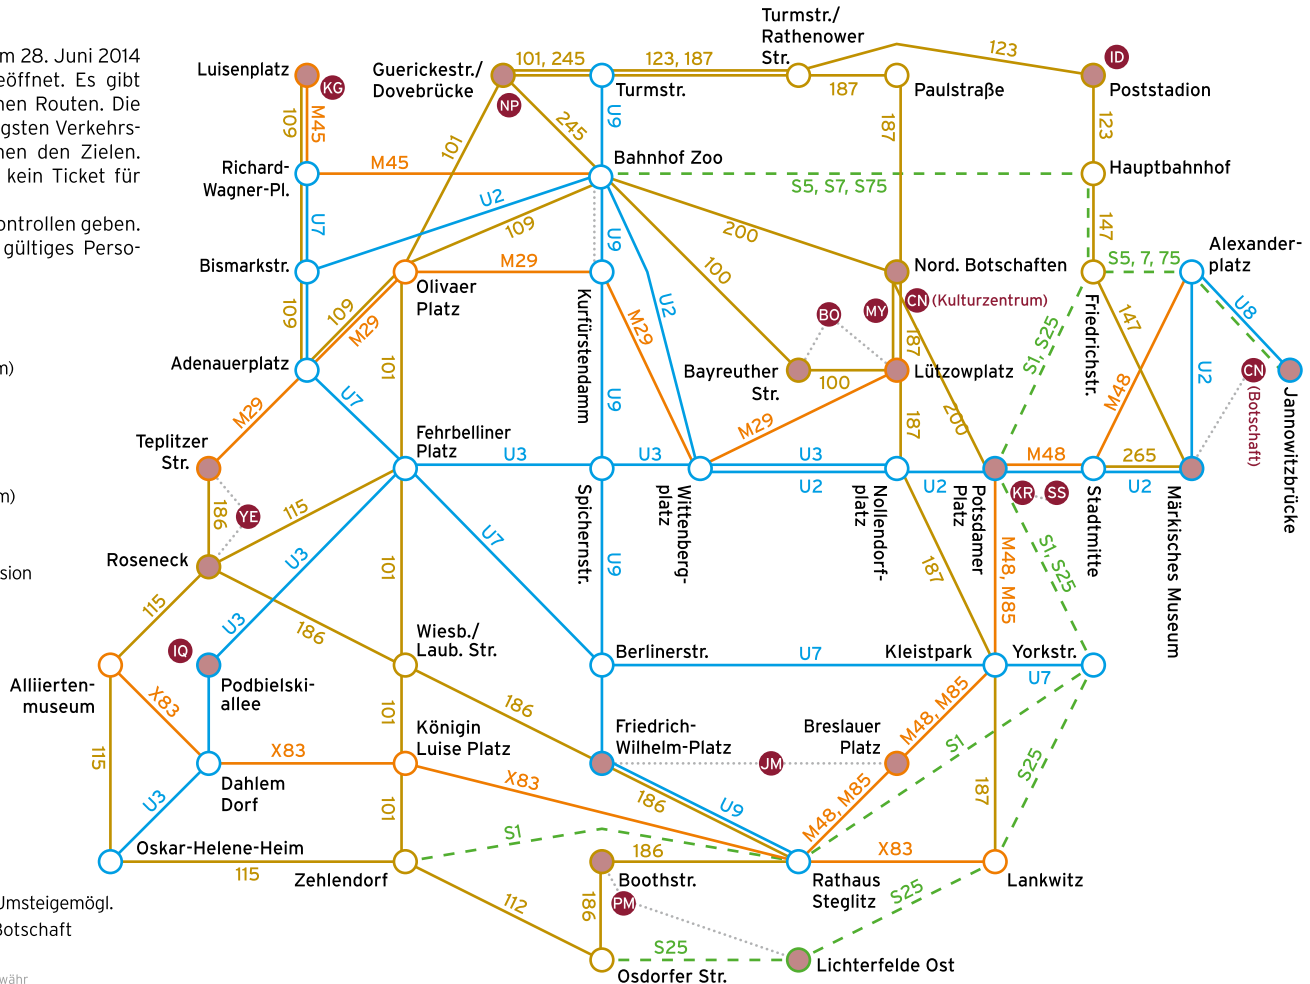 m 28. Juni 2014
eöffnet. Es gibt
nen Routen. Die
gsten Verkehrs-
nen den Zielen.
kein Ticket für
ontrollen geben.
gültiges Perso-
m)
m)
sion
Umsteigemögl.
Botschaft
währ
Turmstr./
Rathenower
Str.
Luisenplatz
KG
Guerickestr./
Dovebrücke
NP
101, 245
Turmstr.
123, 187
187
Paulstraße
123
ID
Poststadion
109
M45
101
245
U9
187
123
Richard-
Wagner-Pl.
M45
Bahnhof Zoo
S5, S7, S75
Hauptbahnhof
U7
U2
109
U9
200
100
147
Bismarkstr.
Olivaer
Platz
M29
Kurfürstendamm
U2
Nord. Botschaften
CN
(Kulturzentrum)
MY
BO
S5, 7, 75
Alexander-
platz
Friedrichstr.
U8
109
109
M29
M29
187
S1, S25
147
Adenauerplatz
101
U9
Bayreuther
Str.
100
Lützowplatz
M48
U2
CN
(Botschaft)
Jannowitzbrücke
M29
U7
M29
187
200
Teplitzer
Str.
Fehrbelliner
Platz
U3
U3
U3
U2
U2
M48
265
U2
186
YE
115
Spichernstr.
Wittenberg-
platz
Nollendorf-
platz
Potsdamer
Platz
KR
SS
Stadtmitte
Märkisches Museum
Roseneck
U3
101
U7
U9
187
M48, M85
S1, S25
115
U3
186
IQ
Podbielski-
allee
Wiesb./
Laub. Str.
Berlinerstr.
U7
Kleistpark
Yorkstr.
U7
Alliierten-
museum
X83
186
M48, M85
101
Königin
Luise Platz
Friedrich-
Wilhelm-Platz
JM
Breslauer
Platz
S1
S25
115
X83
Dahlem
Dorf
X83
186
U9
M48, M85
187
U3
101
Oskar-Helene-Heim
115
Zehlendorf
S1
186
Boothstr.
Rathaus
Steglitz
X83
Lankwitz
112
186
PM
S25
S25
Osdorfer Str.
Lichterfelde Ost